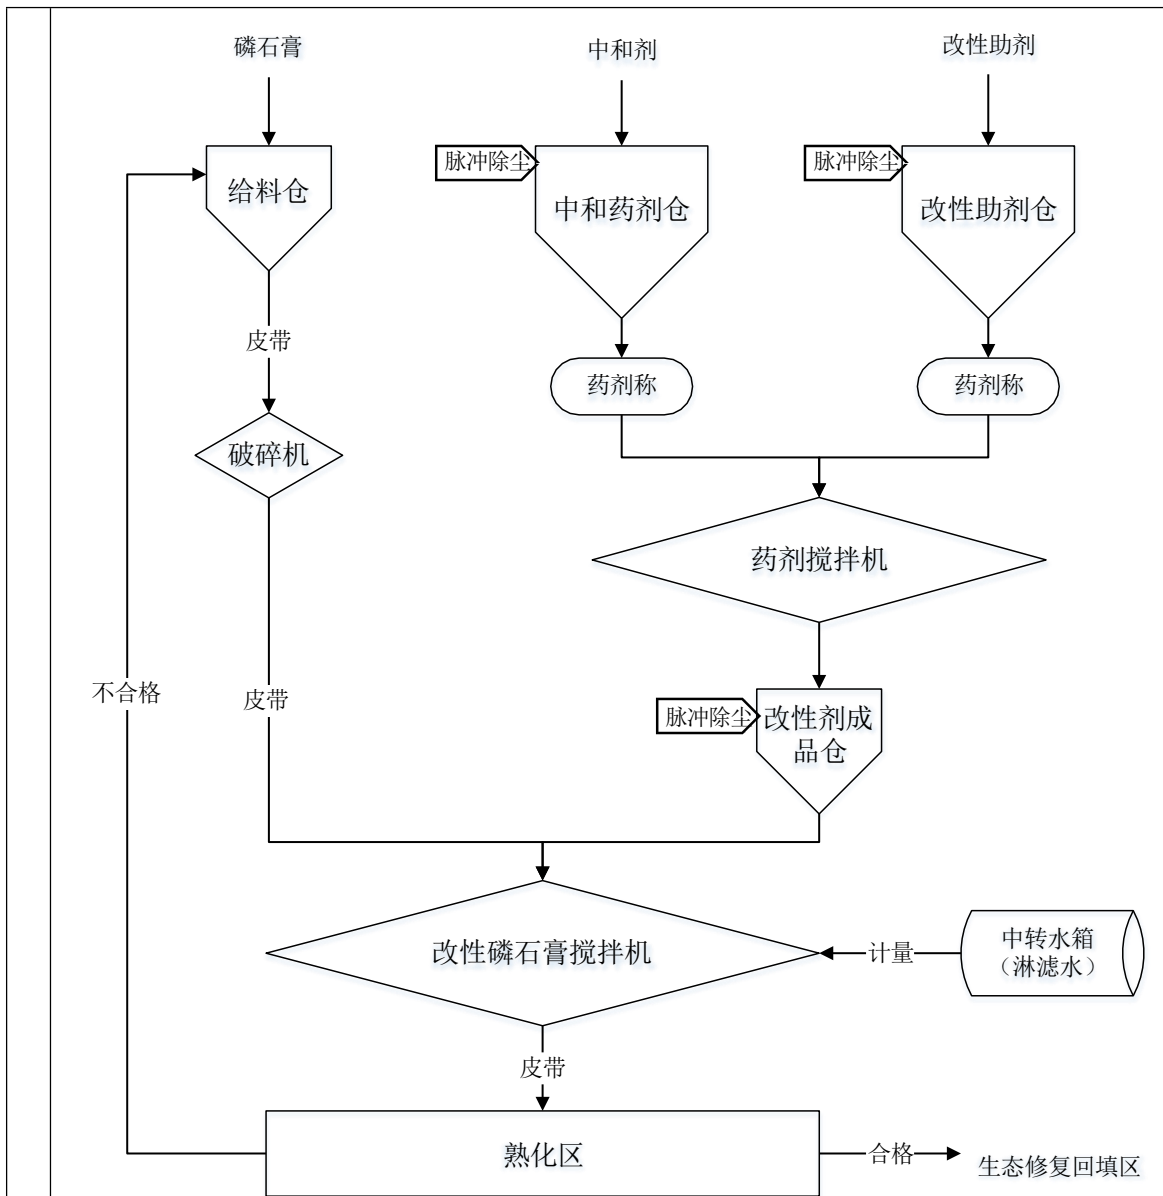 磷石膏
中和剂
改性助剂
脉冲除尘
脉冲除尘
给料仓
中和药剂仓
改性助剂仓
皮带
药剂称
药剂称
破碎机
药剂搅拌机
不合格
皮带
脉冲除尘
改性剂成
品仓
改性磷石膏搅拌机
计量
中转水箱
（淋滤水）
皮带
熟化区
合格
生态修复回填区